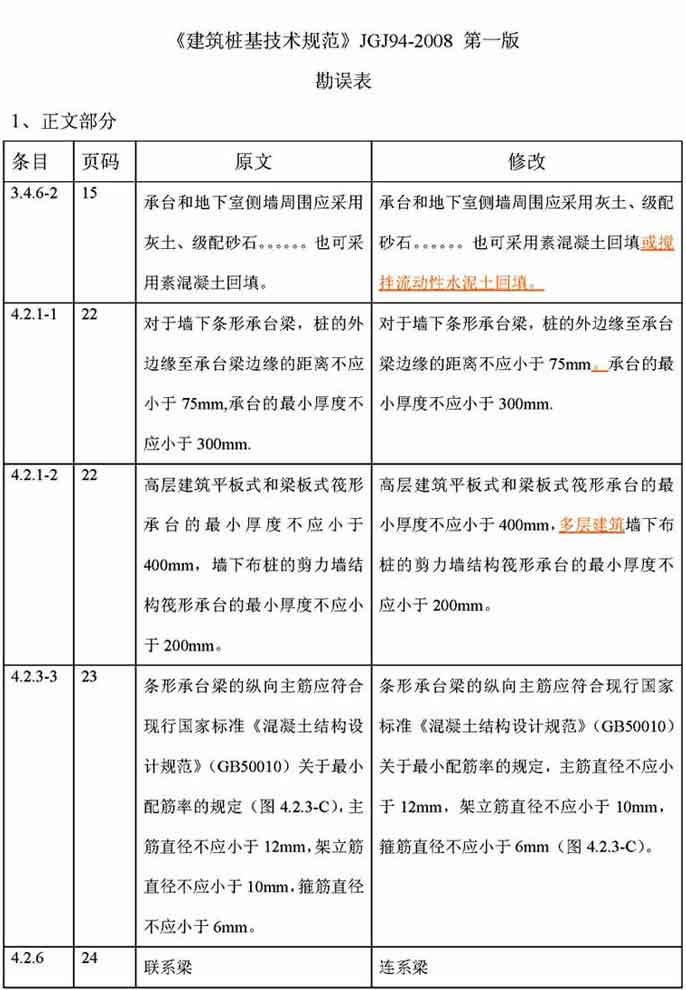 《建筑桩基技术规范》JGJ94-2008 第一版
勘误表
1、正文部分
条目 页码 原文 修改
3.4.6-2 15
承台和地下室侧墙周围应采用
灰土、级配砂石。。。。。。也可采
用素混凝土回填。
承台和地下室侧墙周围应采用灰土、级配
砂石。。。。。。也可采用素混凝土回填或搅
拌流动性水泥土回填。
4.2.1-1 22
对于墙下条形承台梁，桩的外
边缘至承台梁边缘的距离不应
小于 75mm,承台的最小厚度不
应小于 300mm.
对于墙下条形承台梁，桩的外边缘至承台
梁边缘的距离不应小于 75mm。承台的最
小厚度不应小于 300mm.
4.2.1-2 22
高层建筑平板式和梁板式筏形
承台的最小厚度不应小于
400mm，墙下布桩的剪力墙结
构筏形承台的最小厚度不应小
于 200mm。
高层建筑平板式和梁板式筏形承台的最
小厚度不应小于 400mm，多层建筑墙下布
桩的剪力墙结构筏形承台的最小厚度不
应小于 200mm。
4.2.3-3 23
条形承台梁的纵向主筋应符合
现行国家标准《混凝土结构设
计规范》（GB50010）关于最小
配筋率的规定（图 4.2.3-C），主
筋直径不应小于 12mm，架立筋
直径不应小于 10mm，箍筋直径
不应小于 6mm。
条形承台梁的纵向主筋应符合现行国家
标准《混凝土结构设计规范》（GB50010）
关于最小配筋率的规定，主筋直径不应小
于 12mm，架立筋直径不应小于 10mm，
箍筋直径不应小于 6mm（图 4.2.3-C）。
4.2.6 24
联系梁
连系梁